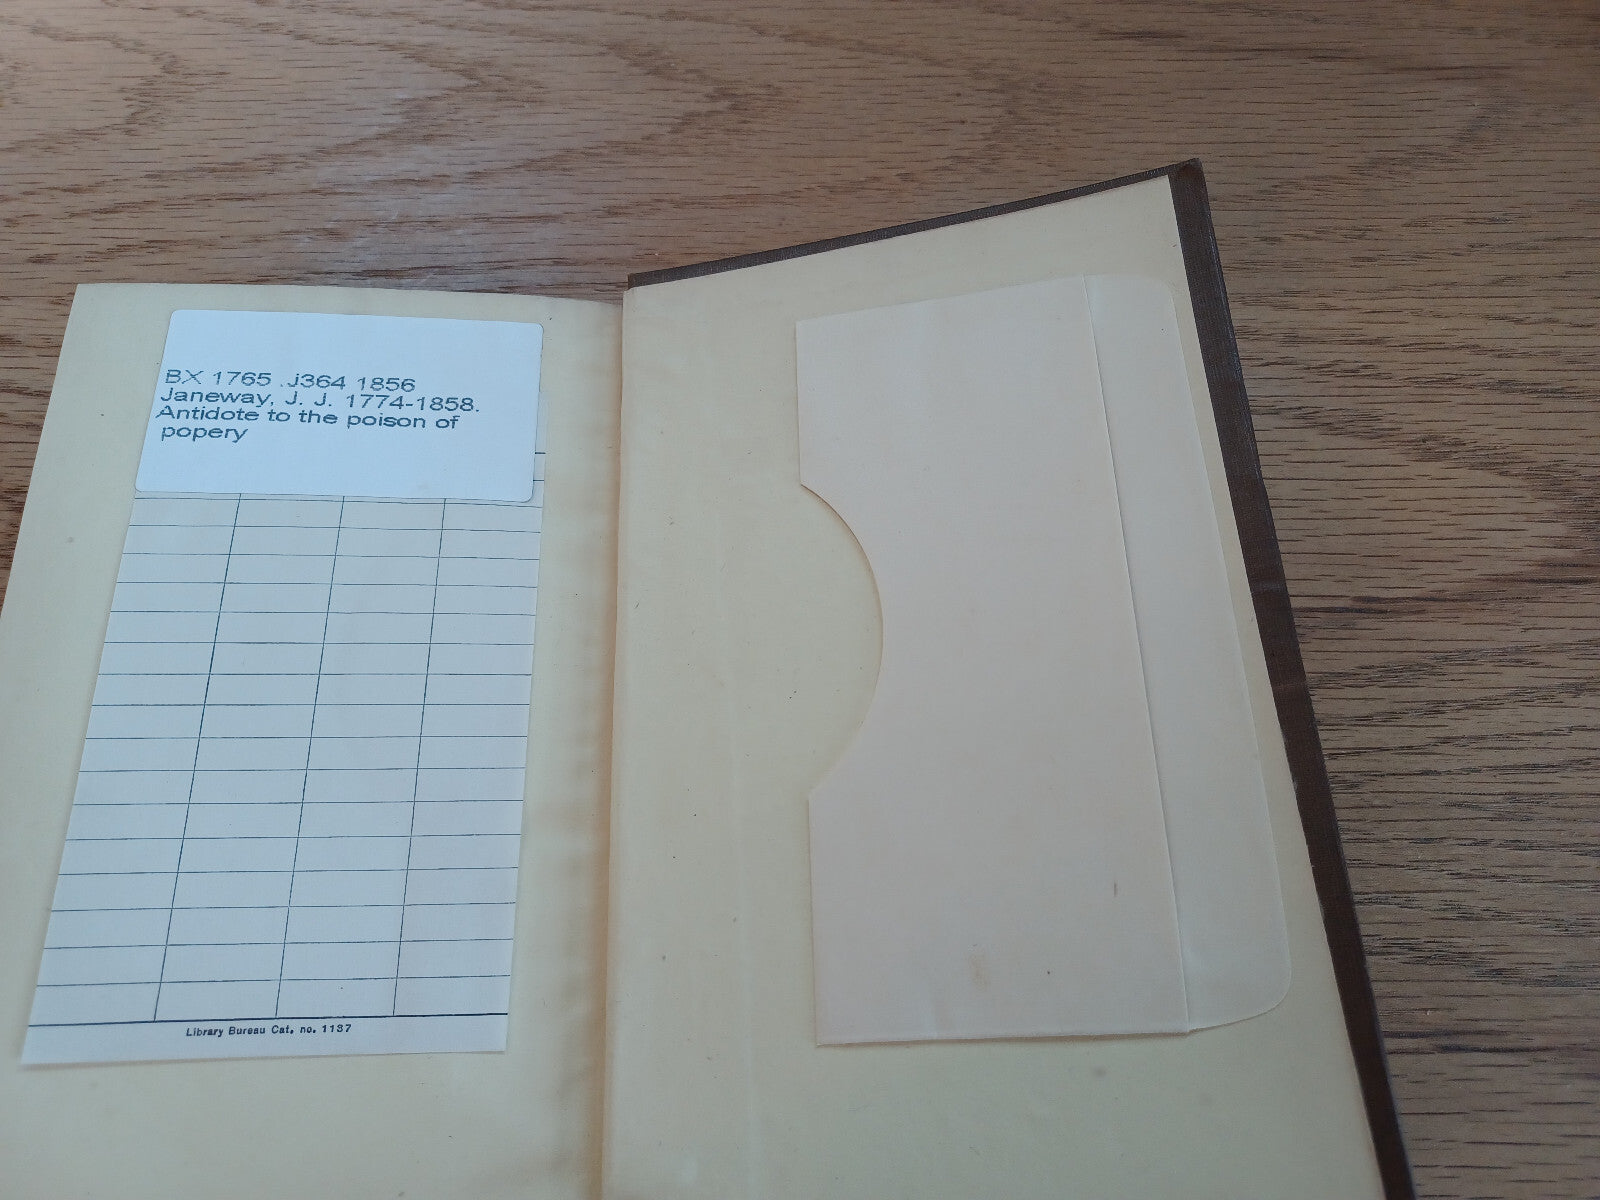 BX 1765 .J364 1856
Janeway, J. J. 1774-1858.
Antidote to the poison of
popery
Library Bureau Cat. no. 1137